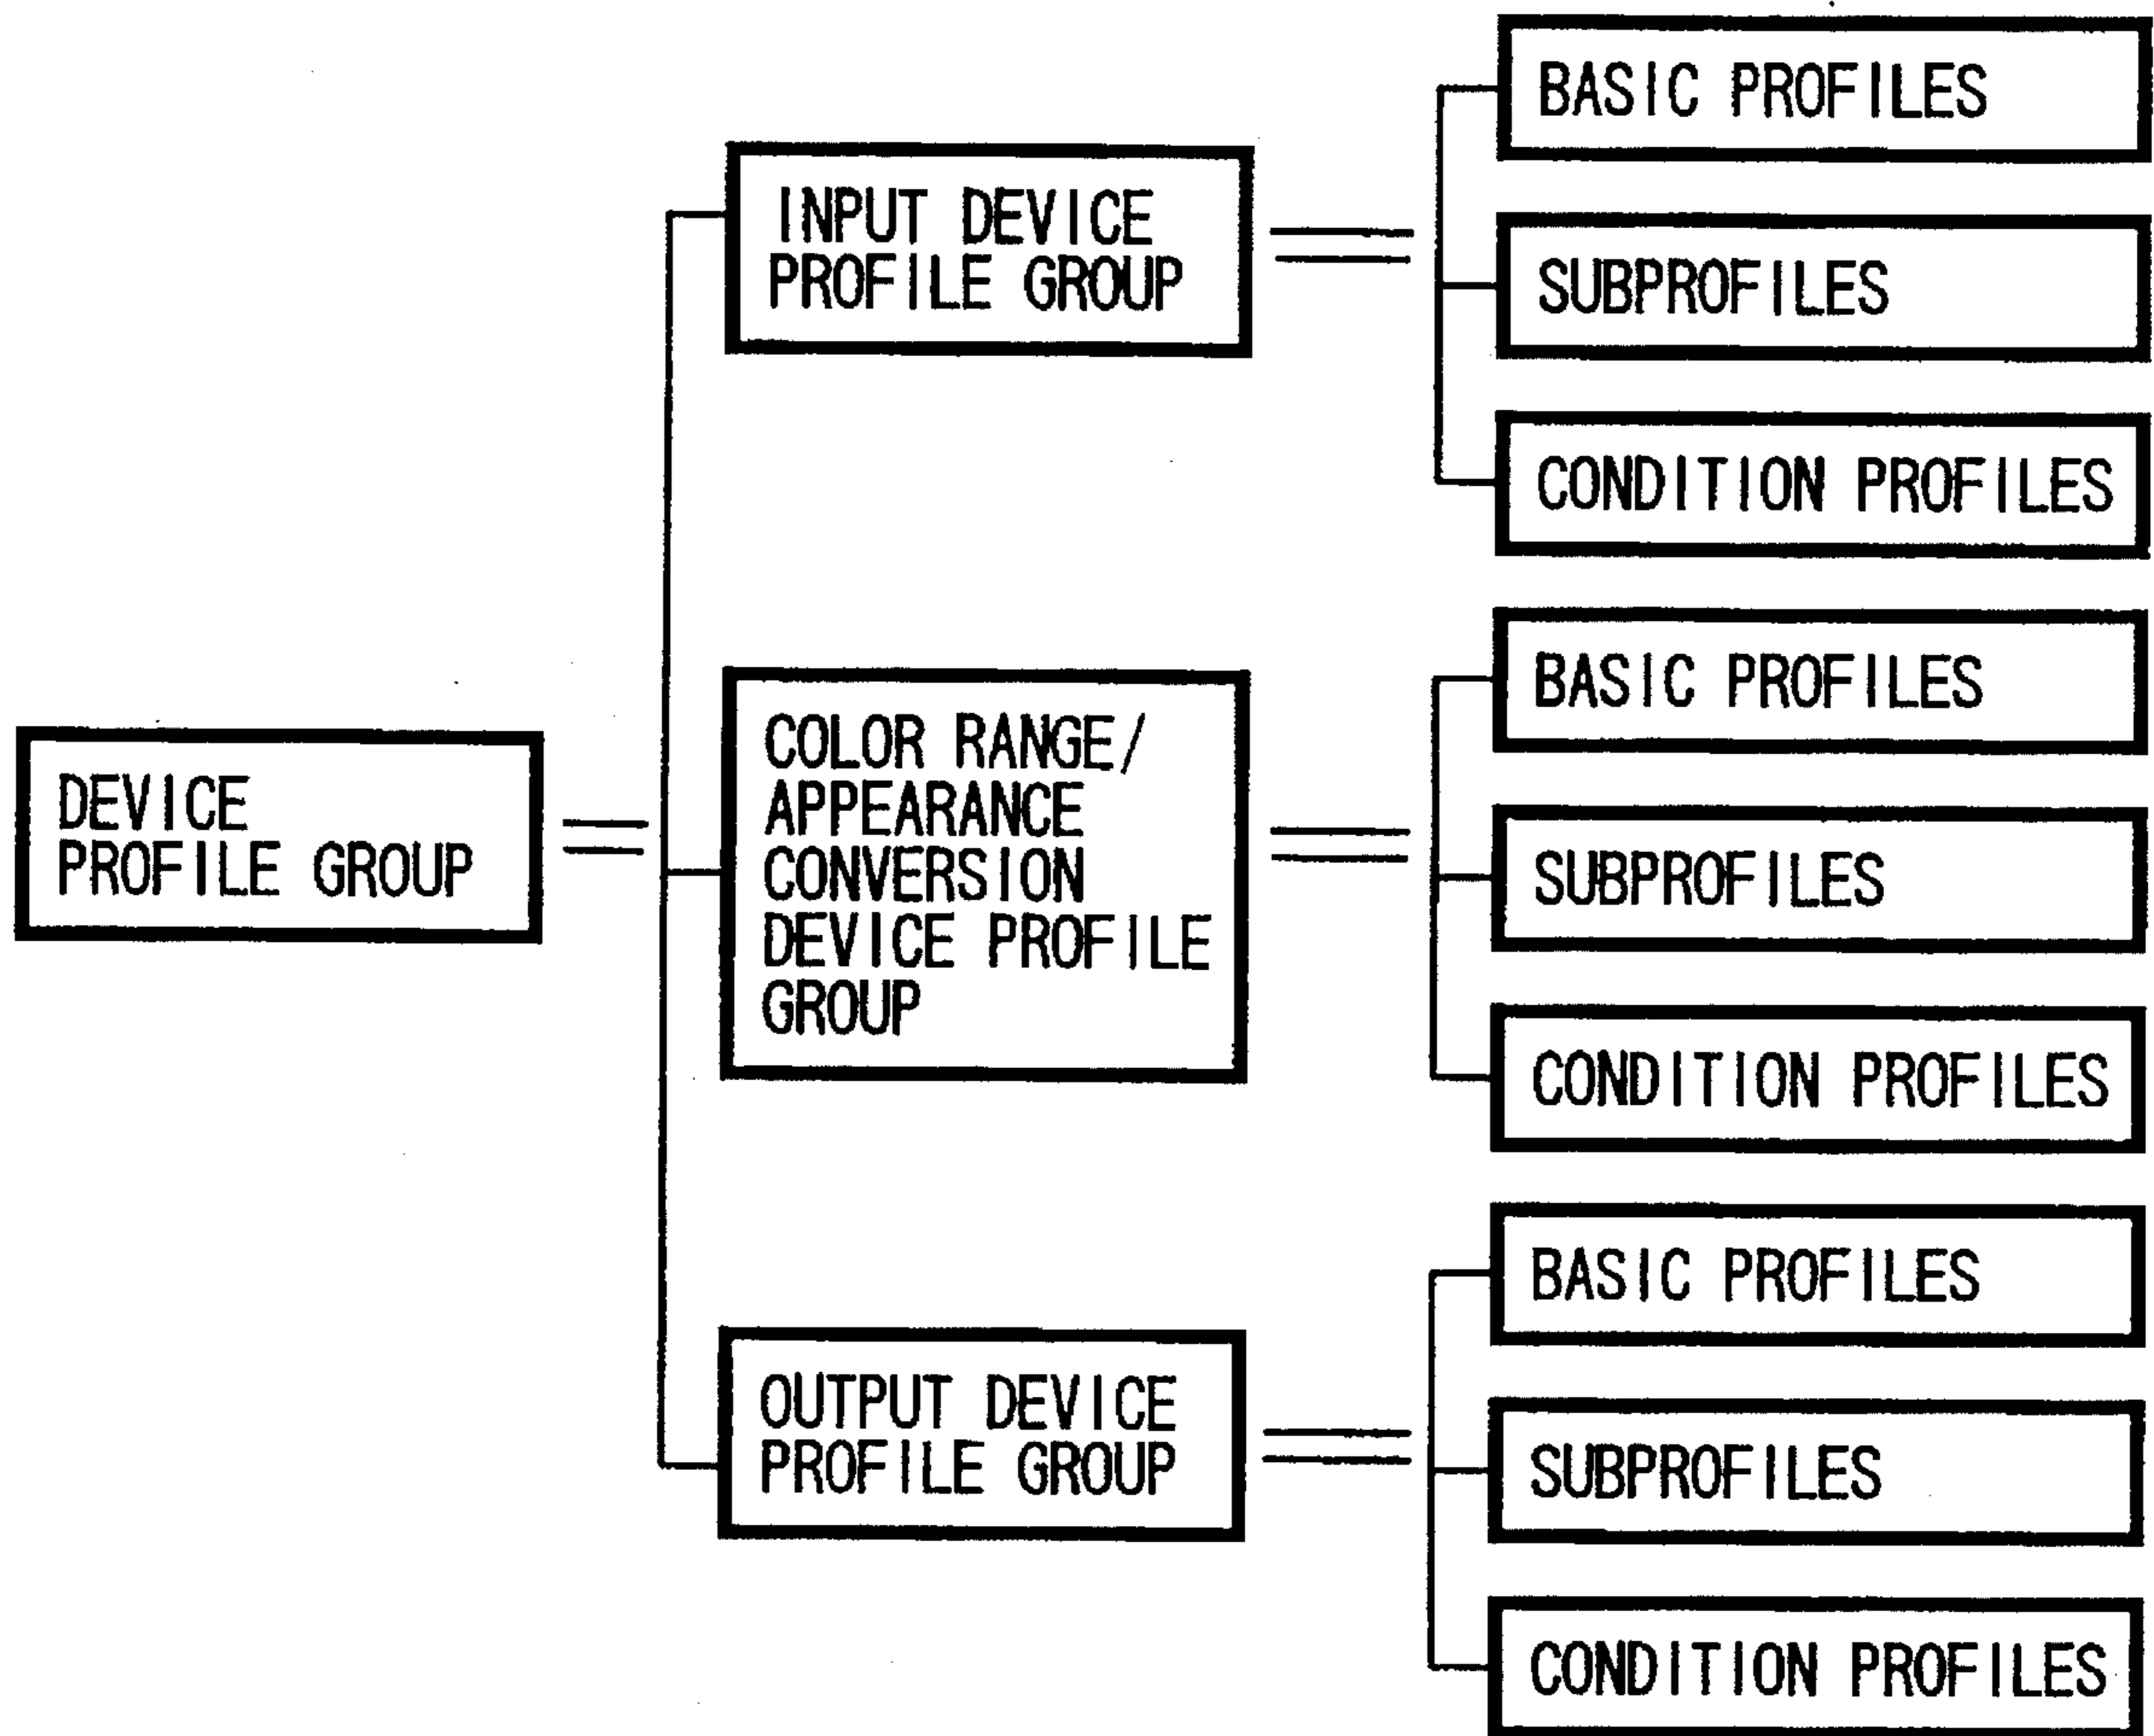 DEVICE
PROFILE GROUP
INPUT DEVICE
PROFILE GROUP
BASIC PROFILES
SUBPROFILES
CONDITION PROFILES
COLOR RANGE/
APPEARANCE
CONVERSION
DEVICE PROFILE
GROUP
BASIC PROFILES
SUBPROFILES
CONDITION PROFILES
OUTPUT DEVICE
PROFILE GROUP
BASIC PROFILES
SUBPROFILES
CONDITION PROFILES